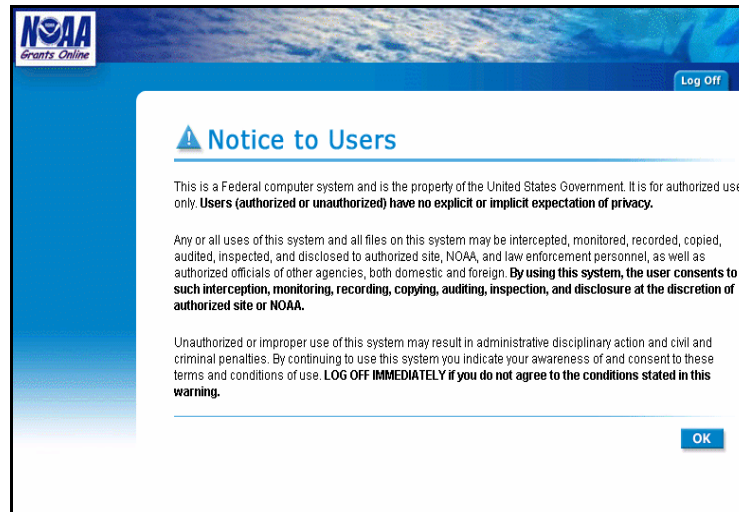 NOAA
Grants Online
Log Off
Notice to Users
This is a Federal computer system and is the property of the United States Government. It is for authorized use
only. Users (authorized or unauthorized) have no explicit or implicit expectation of privacy.
Any or all uses of this system and all files on this system may be intercepted, monitored, recorded, copied,
audited, inspected, and disclosed to authorized site, NOAA, and law enforcement personnel, as well as
authorized officials of other agencies, both domestic and foreign. By using this system, the user consents to
such interception, monitoring, recording, copying, auditing, inspection, and disclosure at the discretion of
authorized site or NOAA.
Unauthorized or improper use of this system may result in administrative disciplinary action and civil and
criminal penalties. By continuing to use this system you indicate your awareness of and consent to these
terms and conditions of use. LOG OFF IMMEDIATELY if you do not agree to the conditions stated in this
warning.
OK